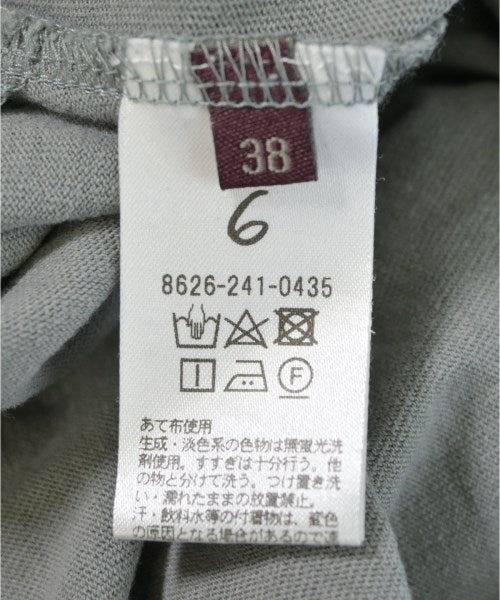 38
6
8626-241-0435
F
あて布使用
生成・淡色系の色物は無蛍光洗
剤使用。すすぎは十分行う。他
の物と分けて洗う。つけ置き洗
い・濡れたままの放置禁止。
汗・飲料水等の付着物は、変色
の原因となる場合があるので速